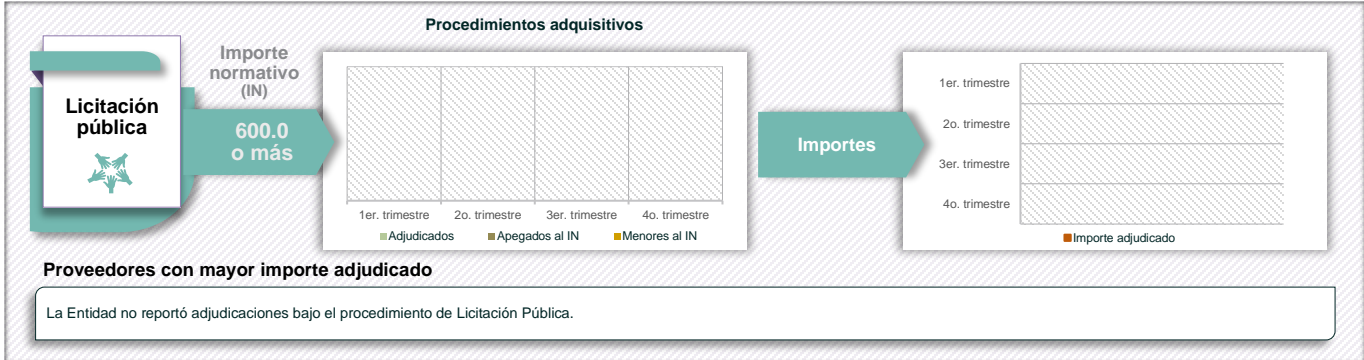 Procedimientos adquisitivos
Licitación
pública
Importe
normativo
(IN)
600.0
o más
1er. trimestre 2o. trimestre 3er. trimestre 4o. trimestre
Adjudicados Apegados al IN Menores al IN
Importes
1er. trimestre
2o. trimestre
3er. trimestre
4o. trimestre
Importe adjudicado
Proveedores con mayor importe adjudicado
La Entidad no reportó adjudicaciones bajo el procedimiento de Licitación Pública.